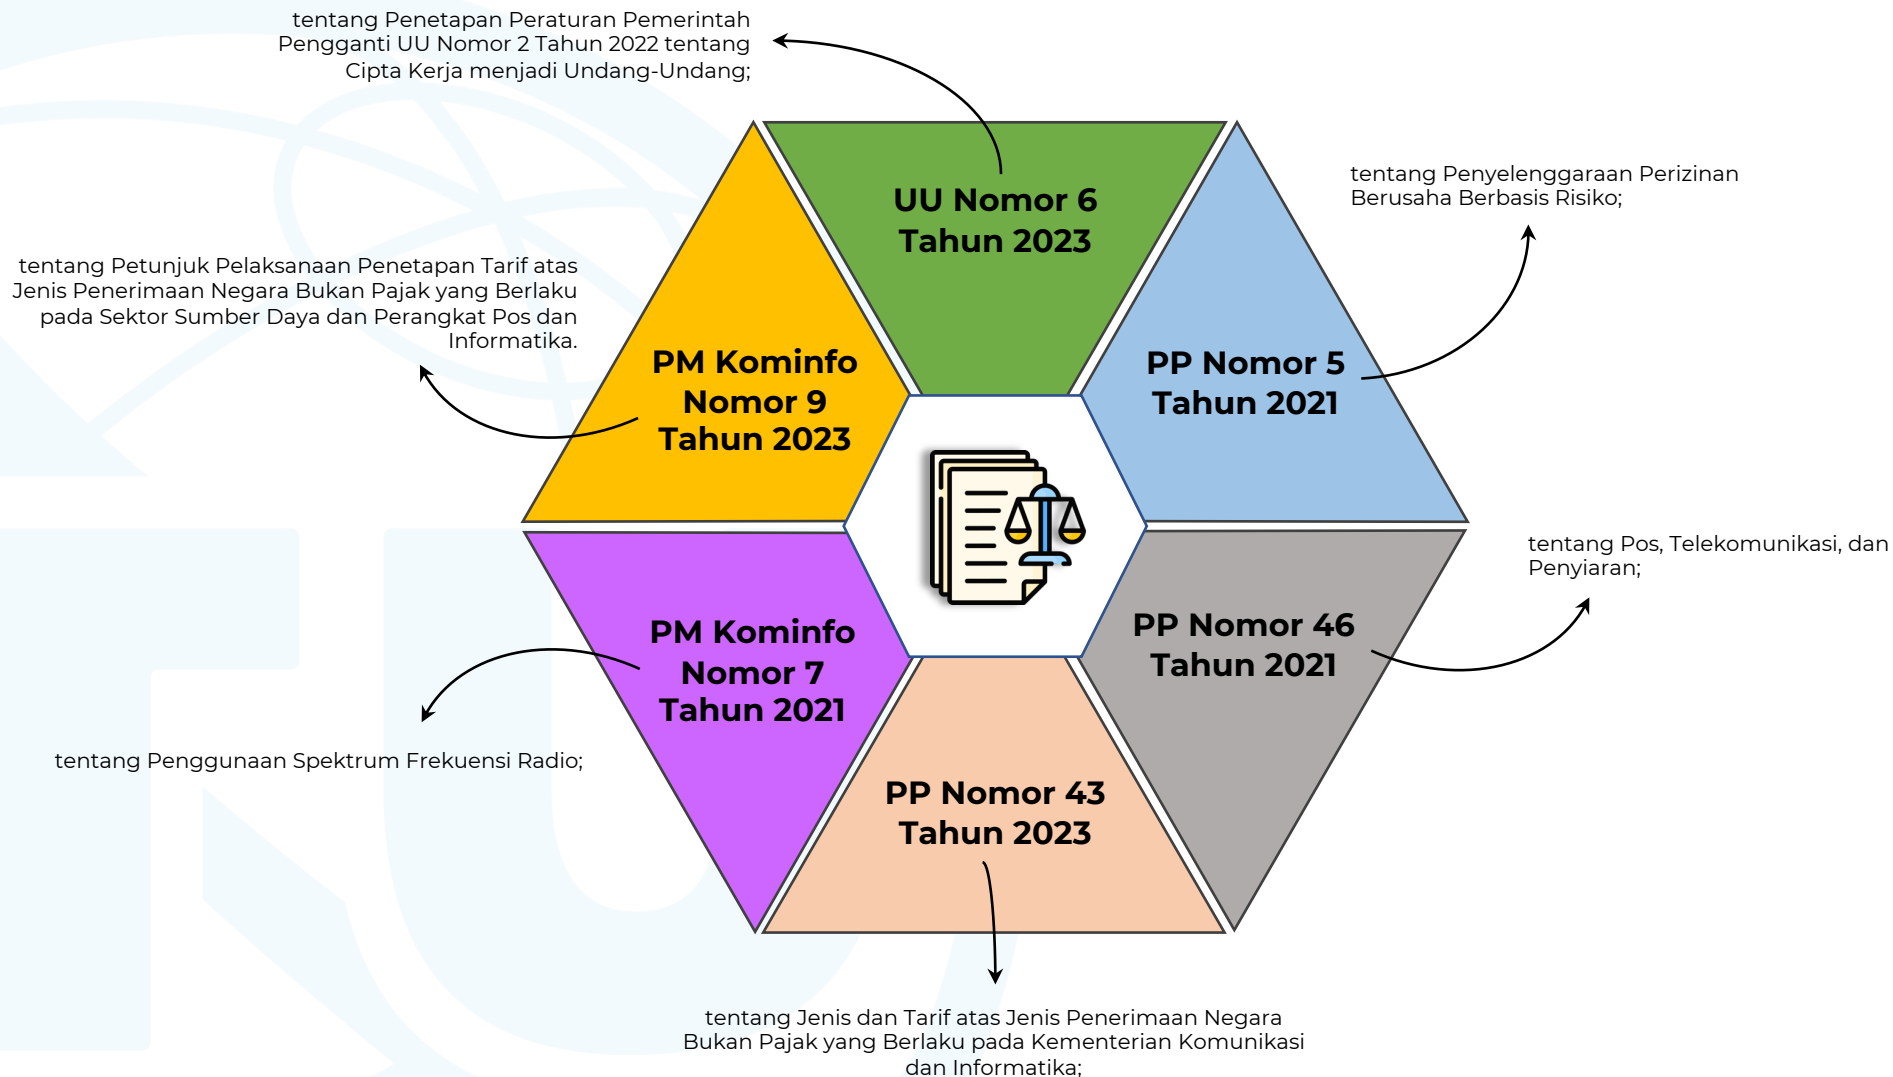 tentang Penetapan Peraturan Pemerintah
Pengganti UU Nomor 2 Tahun 2022 tentang
Cipta Kerja menjadi Undang-Undang;
UU Nomor 6
Tahun 2023
tentang Penyelenggaraan Perizinan
Berusaha Berbasis Risiko;
PP Nomor 5
Tahun 2021
tentang Pos, Telekomunikasi, dan
Penyiaran;
PP Nomor 46
Tahun 2021
PP Nomor 43
Tahun 2023
tentang Jenis dan Tarif atas Jenis Penerimaan Negara
Bukan Pajak yang Berlaku pada Kementerian Komunikasi
dan Informatika;
PM Kominfo
Nomor 7
Tahun 2021
tentang Penggunaan Spektrum Frekuensi Radio;
PM Kominfo
Nomor 9
Tahun 2023
tentang Petunjuk Pelaksanaan Penetapan Tarif atas
Jenis Penerimaan Negara Bukan Pajak yang Berlaku
pada Sektor Sumber Daya dan Perangkat Pos dan
Informatika.